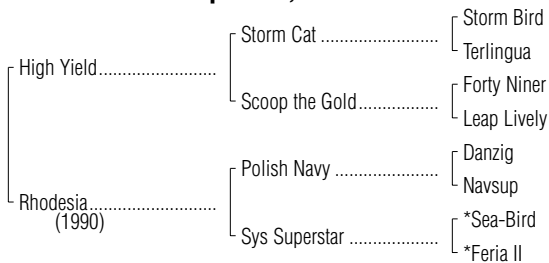 Storm Bird
Storm Cat ........................
Terlingua
High Yield........................
Forty Niner
Scoop the Gold.................
Leap Lively
Danzig
Polish Navy .....................
Navsup
Rhodesia..........................
(1990)
*Sea-Bird
Sys Superstar ..................
*Feria II